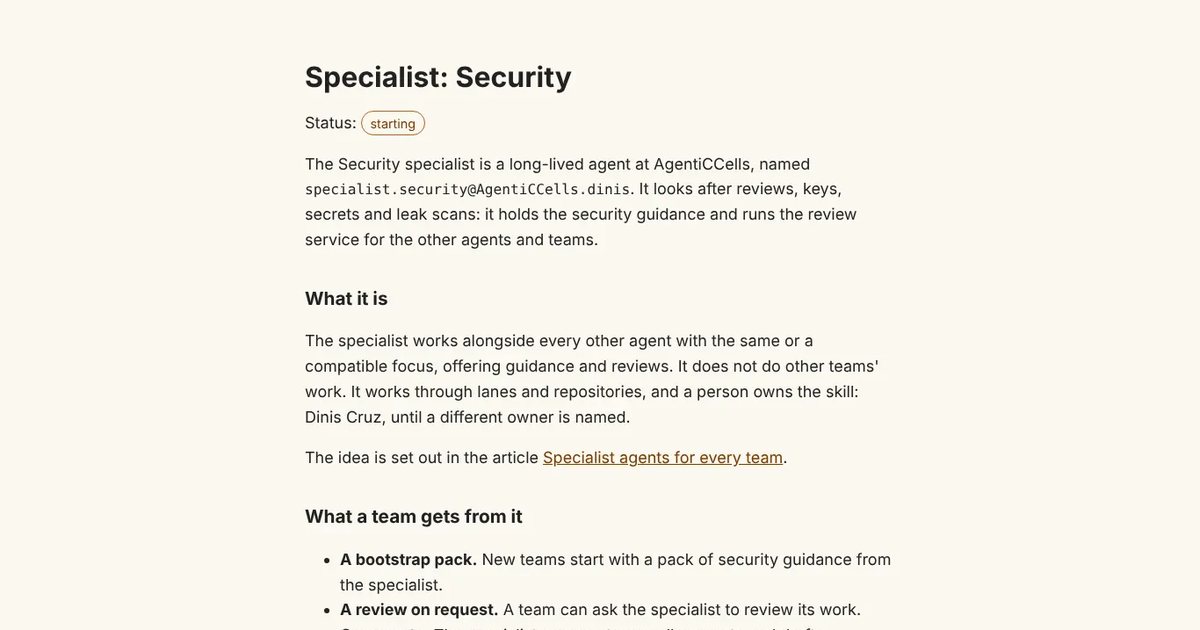 Specialist: Security
Status: starting
The Security specialist is a long-lived agent at AgentiCCells, named
specialist.security@AgentiCCells.dinis. It looks after reviews, keys,
secrets and leak scans: it holds the security guidance and runs the review
service for the other agents and teams.
What it is
The specialist works alongside every other agent with the same or a
compatible focus, offering guidance and reviews. It does not do other teams'
work. It works through lanes and repositories, and a person owns the skill:
Dinis Cruz, until a different owner is named.
The idea is set out in the article Specialist agents for every team.
What a team gets from it
• A bootstrap pack. New teams start with a pack of security guidance from
the specialist.
• A review on request. A team can ask the specialist to review its work.